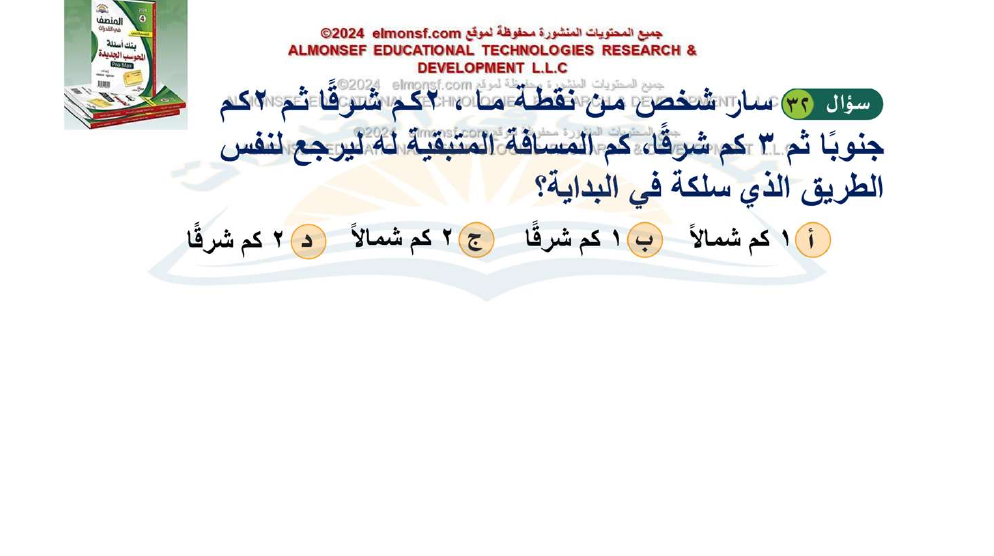 جميع المحتويات المنشورة محفوظة لموقع elmonsf.com ©2024
ALMONSEF EDUCATIONAL TECHNOLOGIES RESEARCH &
DEVELOPMENT L.L.C
سؤال ٣٢ سار شخص من نقطة ما ، ٢كم شرقًا ثم ٢كم
جنوبًا ثم ٣ كم شرقًا، كم المسافة المتبقية له ليرجع لنفس
الطريق الذي سلكة في البداية؟
أ ١ كم شمالاً ب ١ كم شرقًا ج ٢ كم شمالاً د ٢ كم شرقًا
المنصف
في القدرات
بنك أسئلة
المحوسب الجديدة